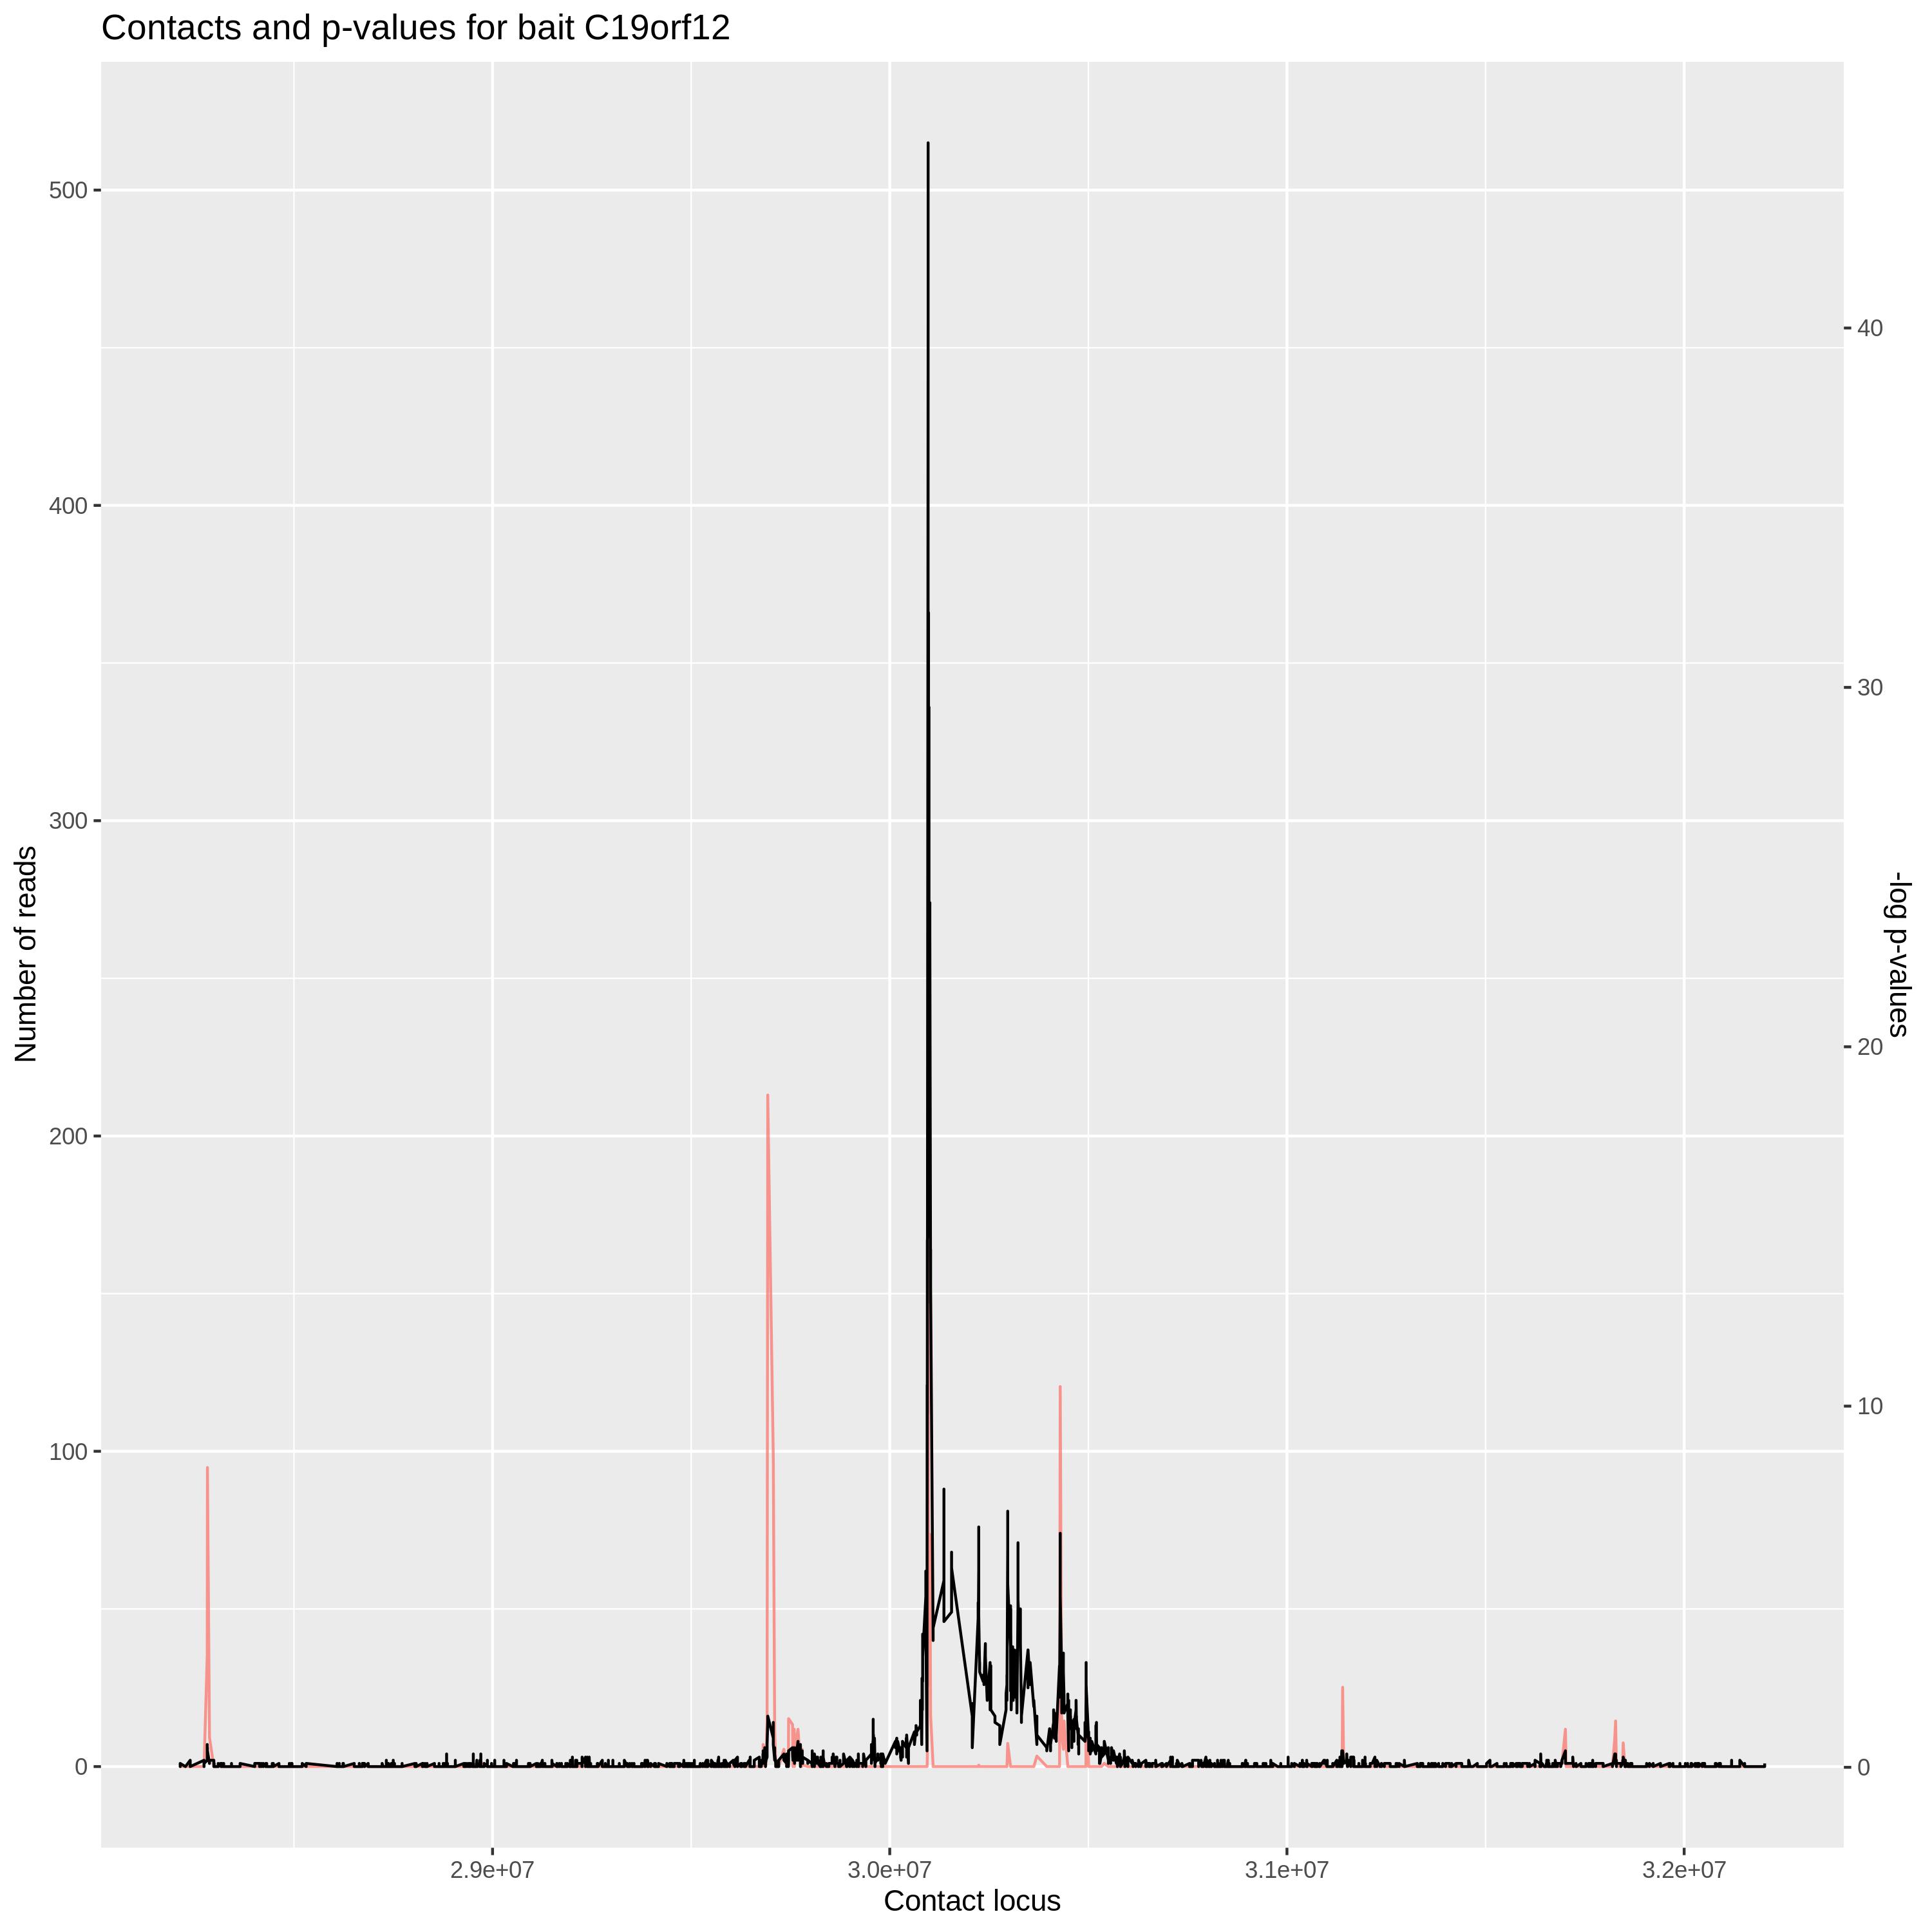 Contacts and p-values for bait C19orf12
500
400
300
200
100
0
Number of reads
40
30
20
10
0
-log p-values
2.9e+07 3.0e+07 3.1e+07 3.2e+07
Contact locus